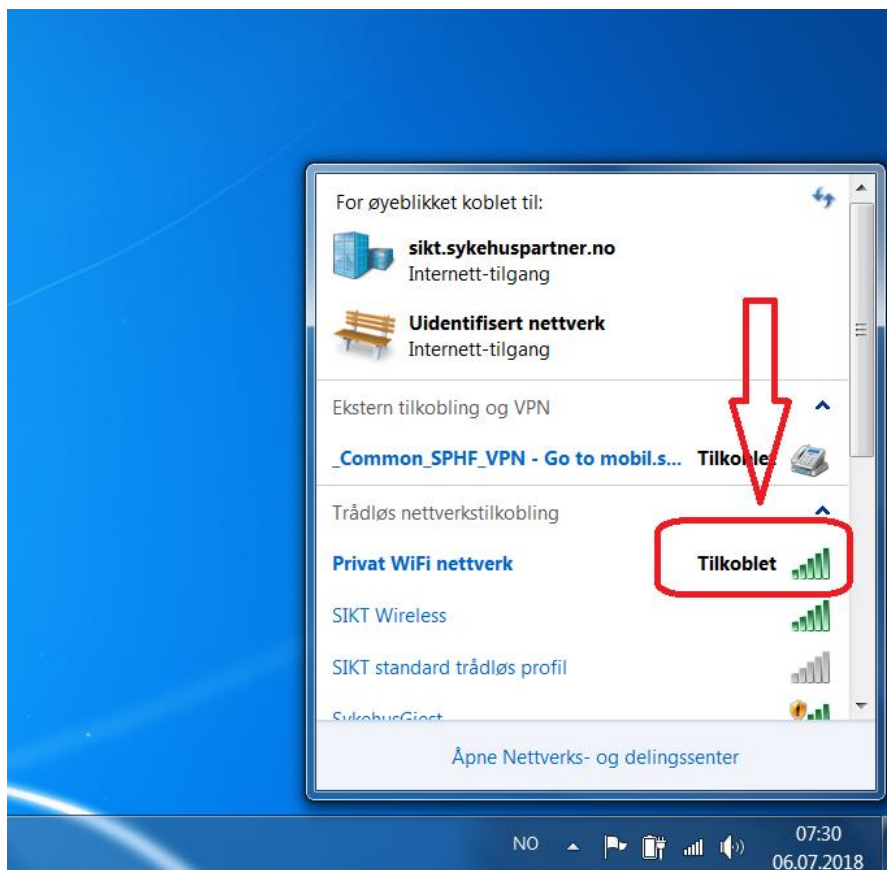 For øyeblikket koblet til:
sikt.sykehuspartner.no
Internett-tilgang
Uidentifisert nettverk
Internett-tilgang
Ekstern tilkobling og VPN
_Common_SPHF_VPN - Go to mobil.s... Tilkoblet
Trådløs nettverkstilkobling
Privat WiFi nettverk Tilkoblet
SIKT Wireless
SIKT standard trådløs profil
SykehusGjest
Åpne Nettverks- og delingssenter
NO 07:30
06.07.2018